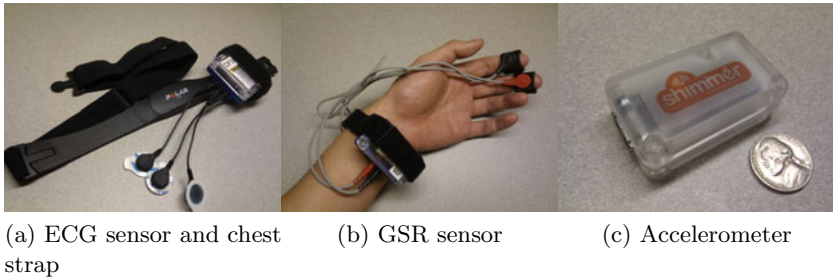 POLAR
shimmer
(a) ECG sensor and chest
strap
(b) GSR sensor
(c) Accelerometer